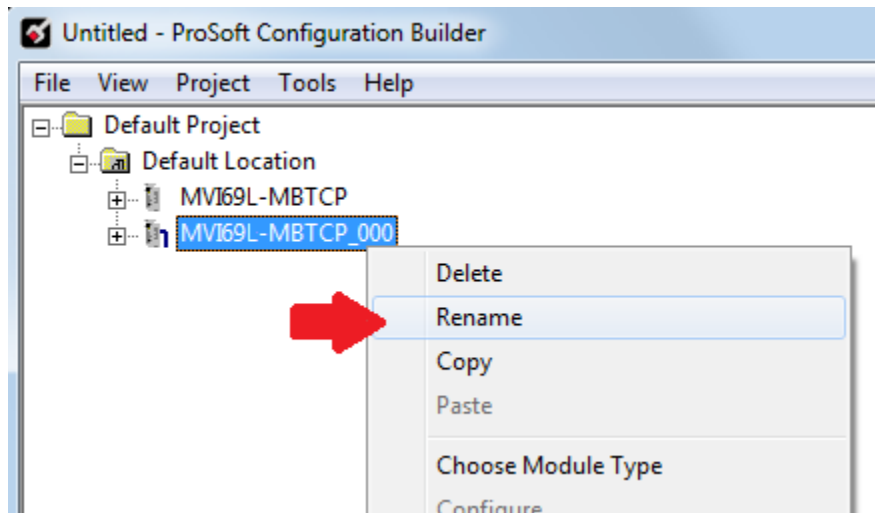 Untitled - ProSoft Configuration Builder
File View Project Tools Help
Default Project
Default Location
MVI69L-MBTCP
MVI69L-MBTCP_000
Delete
Rename
Copy
Paste
Choose Module Type
Configure